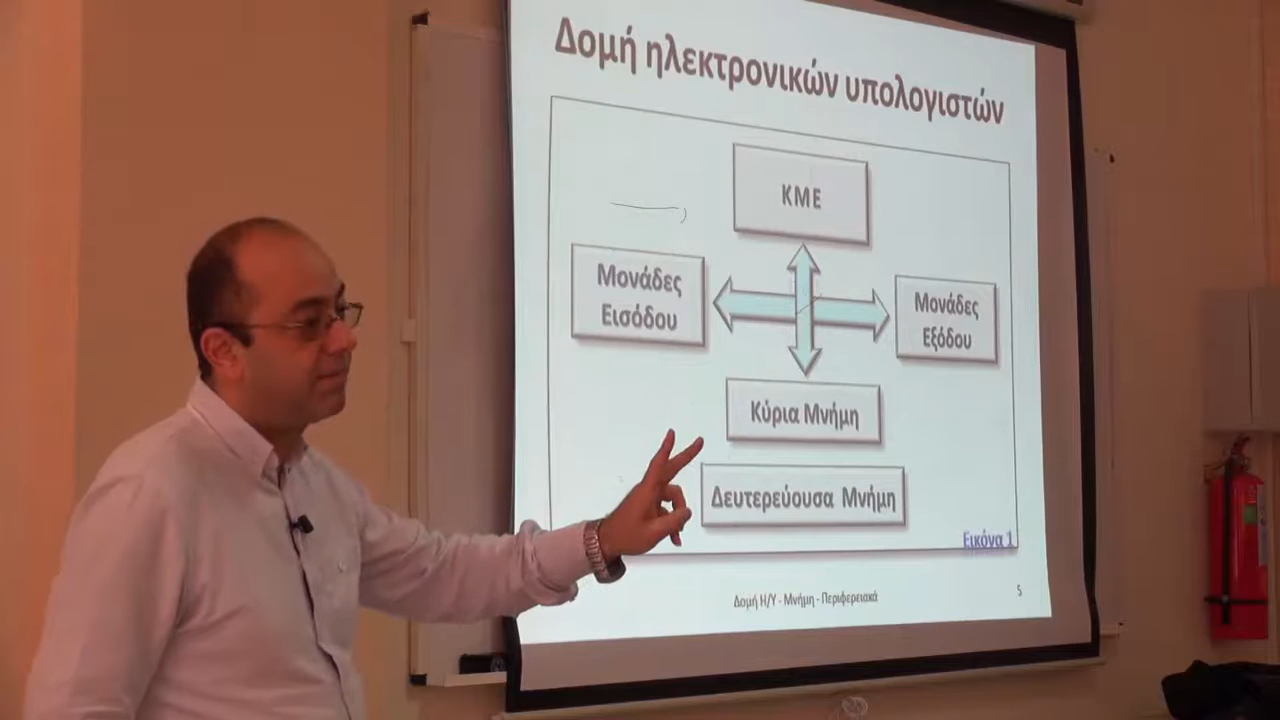 Δομή ηλεκτρονικών υπολογιστών
ΚΜΕ
Μονάδες
Εισόδου
Μονάδες
Εξόδου
Κύρια Μνήμη
Δευτερεύουσα Μνήμη
Εικόνα 1
Δομή Η/Υ - Μνήμη - Περιφερειακά
5